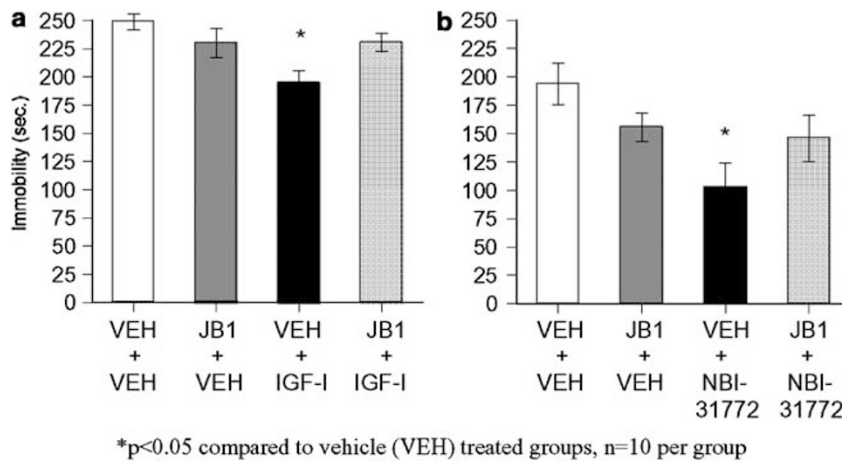 a
Immobility (sec.)
250
225
200
175
150
125
100
75
50
25
0
*
VEH JB1 VEH JB1
+ + + +
VEH VEH IGF-I IGF-I
b
250
225
200
175
150
125
100
75
50
25
0
*
VEH JB1 VEH JB1
+ + + +
VEH VEH NBI- NBI-
31772 31772
*p<0.05 compared to vehicle (VEH) treated groups, n=10 per group